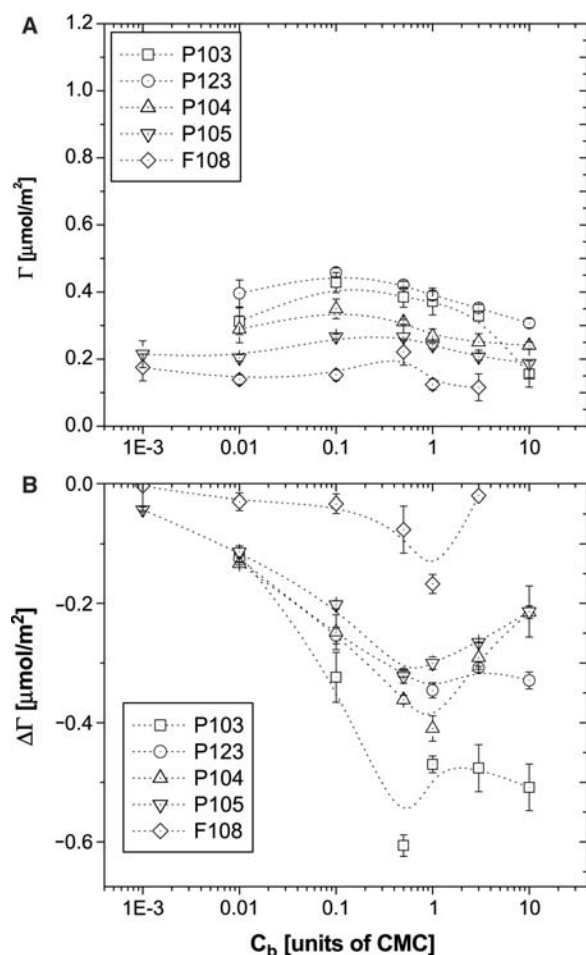 A
Γ [μmol/m²]
1.2
1.0
0.8
0.6
0.4
0.2
0.0
P103
P123
P104
P105
F108
1E-3 0.01 0.1 1 10
B
ΔΓ [μmol/m²]
0.0
−0.2
−0.4
−0.6
P103
P123
P104
P105
F108
1E-3 0.01 0.1 1 10
C_b [units of CMC]